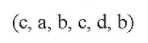 (c, a, b, c, d, b)